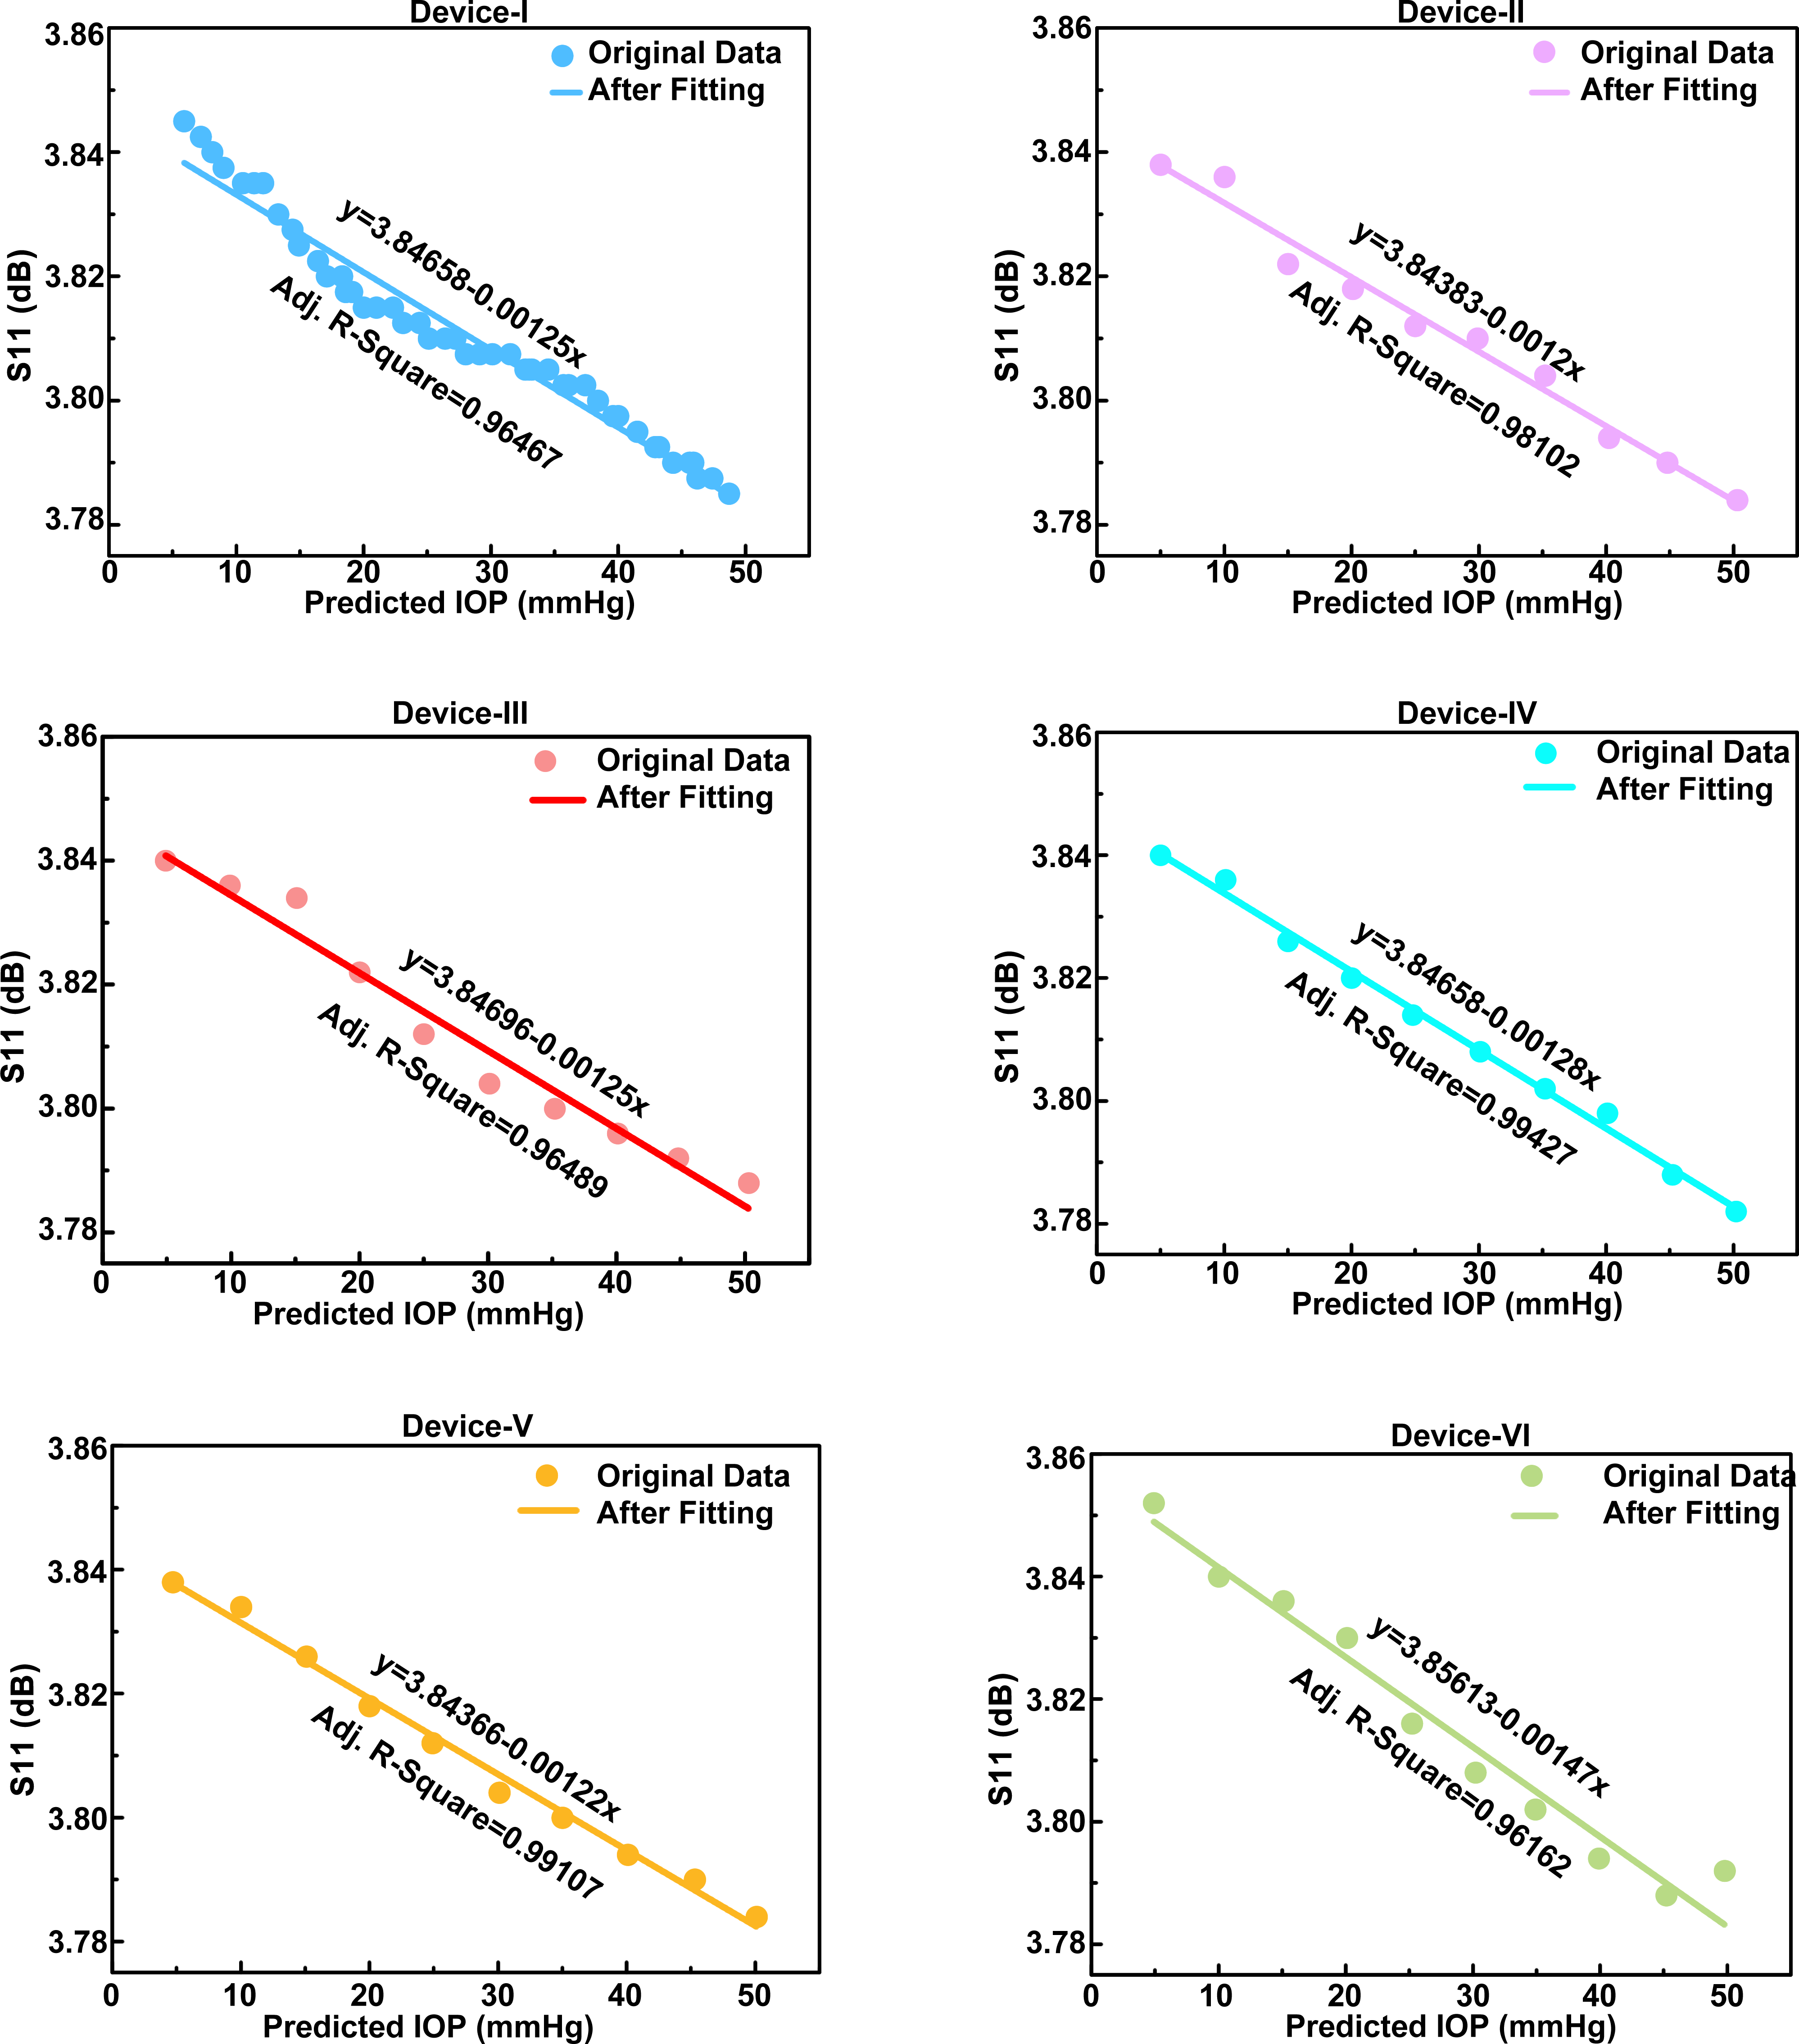 Device-I
3.86
3.84
3.82
3.80
3.78
S11 (dB)
Original Data
After Fitting
y=3.84658-0.00125x
Adj. R-Square=0.96467
0 10 20 30 40 50
Predicted IOP (mmHg)
Device-II
3.86
3.84
3.82
3.80
3.78
S11 (dB)
Original Data
After Fitting
y=3.84383-0.0012x
Adj. R-Square=0.98102
0 10 20 30 40 50
Predicted IOP (mmHg)
Device-III
3.86
3.84
3.82
3.80
3.78
S11 (dB)
Original Data
After Fitting
y=3.84696-0.00125x
Adj. R-Square=0.96489
0 10 20 30 40 50
Predicted IOP (mmHg)
Device-IV
3.86
3.84
3.82
3.80
3.78
S11 (dB)
Original Data
After Fitting
y=3.84658-0.00128x
Adj. R-Square=0.99427
0 10 20 30 40 50
Predicted IOP (mmHg)
Device-V
3.86
3.84
3.82
3.80
3.78
S11 (dB)
Original Data
After Fitting
y=3.84366-0.00122x
Adj. R-Square=0.99107
0 10 20 30 40 50
Predicted IOP (mmHg)
Device-VI
3.86
3.84
3.82
3.80
3.78
S11 (dB)
Original Data
After Fitting
y=3.85613-0.00147x
Adj. R-Square=0.96162
0 10 20 30 40 50
Predicted IOP (mmHg)